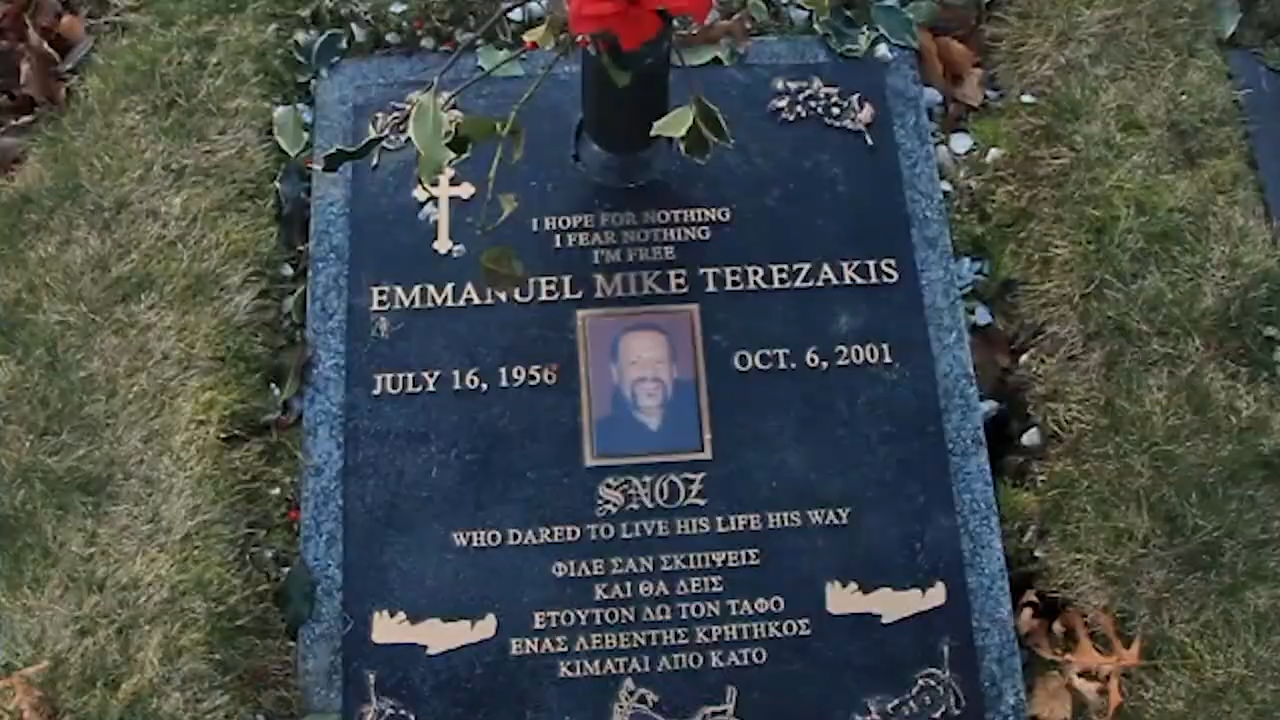 I HOPE FOR NOTHING
I FEAR NOTHING
I'M FREE
EMMANUEL MIKE TEREZAKIS
JULY 16, 1956
OCT. 6, 2001
SNOZ
WHO DARED TO LIVE HIS LIFE HIS WAY
ΦΙΛΕ ΣΑΝ ΣΚΙΠΨΕΙΣ
ΚΑΙ ΘΑ ΔΕΙΣ
ΕΤΟΥΤΟΝ ΔΩ ΤΟΝ ΤΑΦΟ
ΕΝΑΣ ΛΕΒΕΝΤΗΣ ΚΡΗΤΗΚΟΣ
ΚΙΜΑΤΑΙ ΑΠΟ ΚΑΤΟ